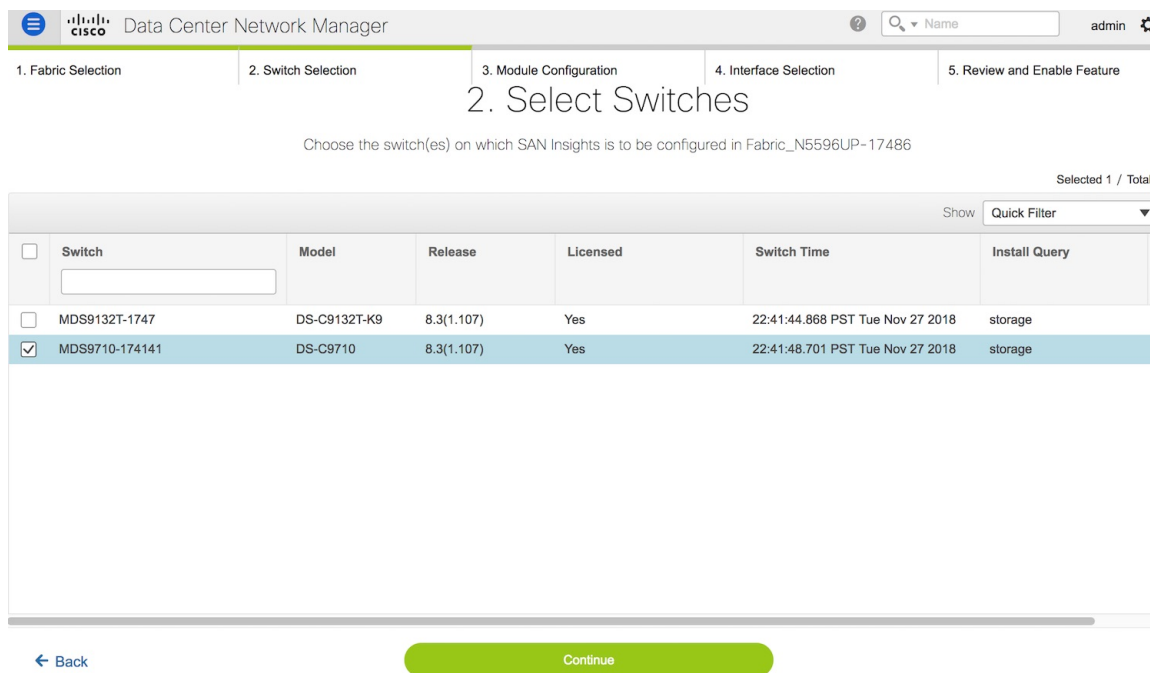 CISCO Data Center Network Manager Name admin
1. Fabric Selection 2. Switch Selection 3. Module Configuration 4. Interface Selection 5. Review and Enable Feature
2. Select Switches
Choose the switch(es) on which SAN Insights is to be configured in Fabric_N5596UP-17486
Selected 1 / Total
Show Quick Filter
Switch Model Release Licensed Switch Time Install Query
MDS9132T-1747 DS-C9132T-K9 8.3(1.107) Yes 22:41:44.868 PST Tue Nov 27 2018 storage
MDS9710-174141 DS-C9710 8.3(1.107) Yes 22:41:48.701 PST Tue Nov 27 2018 storage
Back Continue